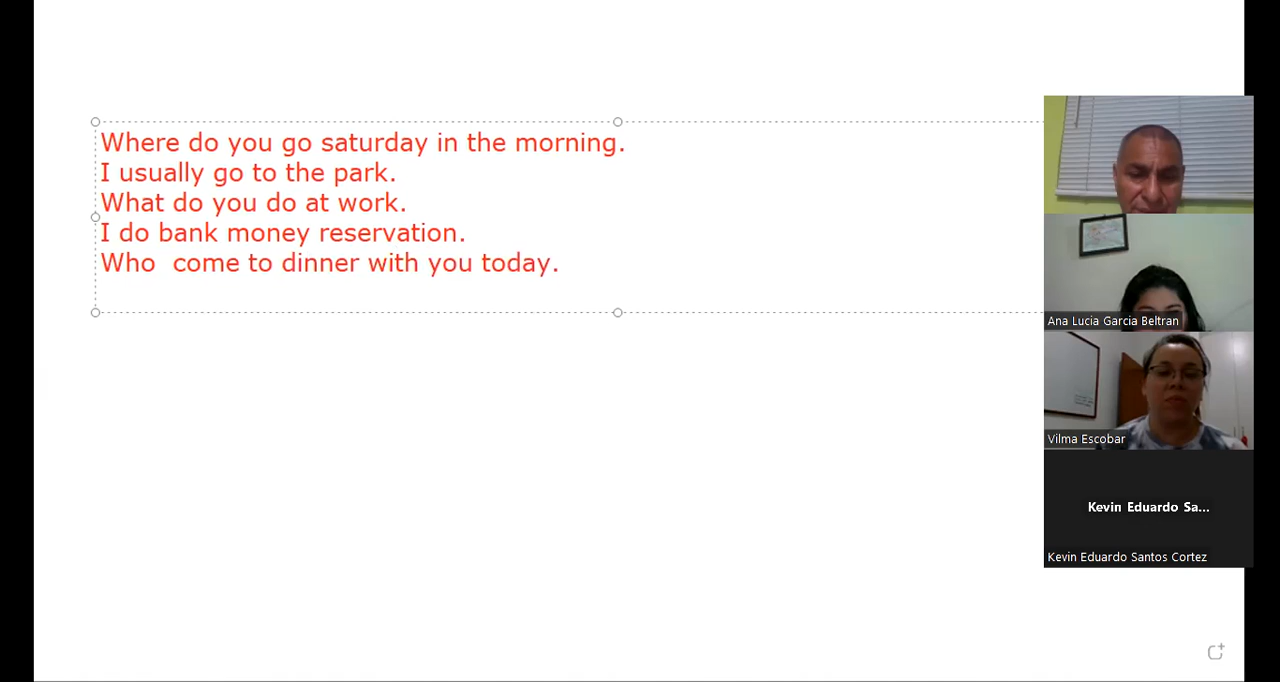 Where do you go saturday in the morning.
I usually go to the park.
What do you do at work.
I do bank money reservation.
Who  come to dinner with you today.
Ana Lucia Garcia Beltran
Vilma Escobar
Kevin Eduardo Sa...
Kevin Eduardo Santos Cortez